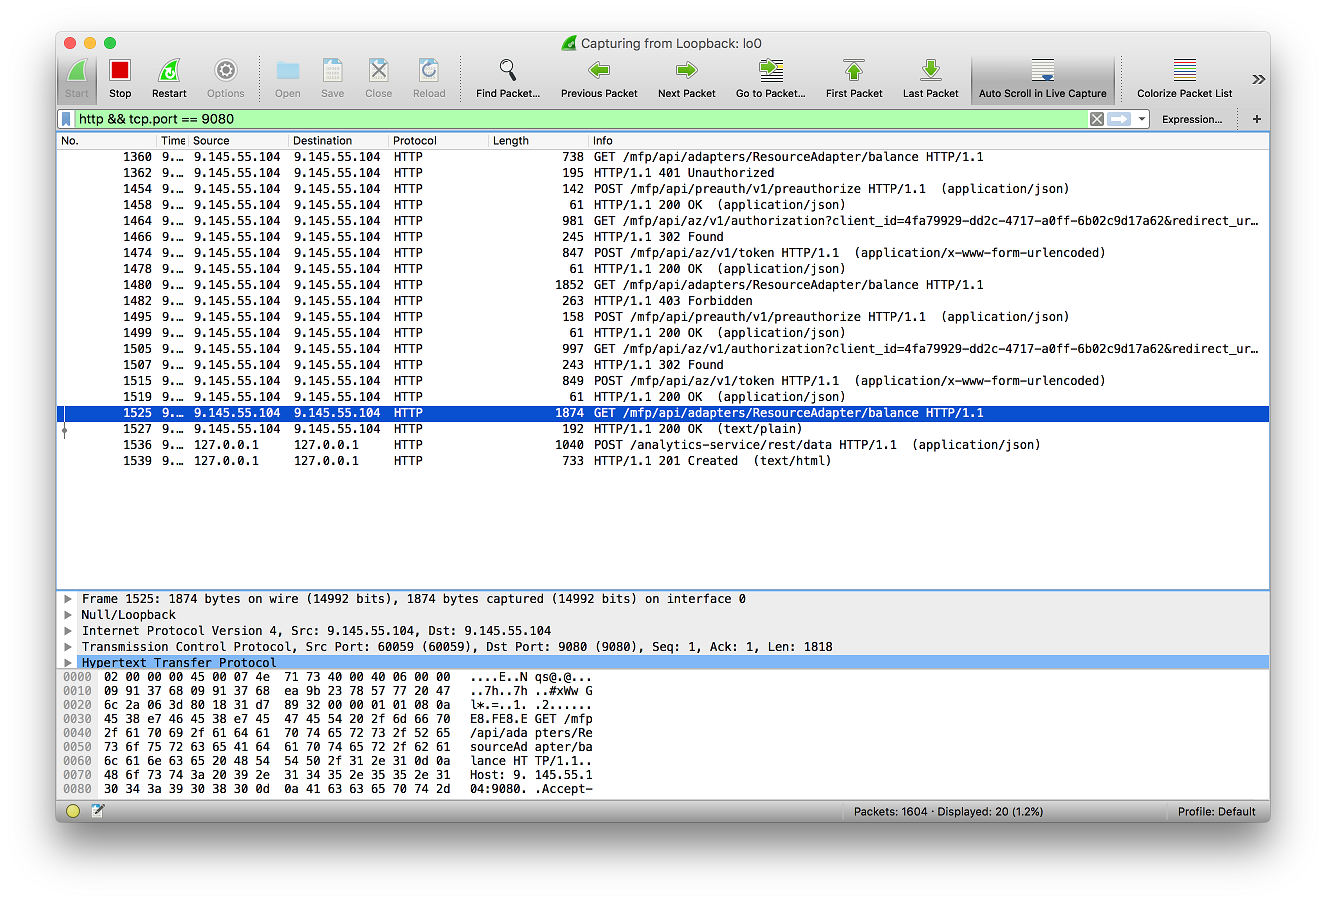 Capturing from Loopback: lo0
Start Stop Restart Options Open Save Close Reload Find Packet... Previous Packet Next Packet Go to Packet... First Packet Last Packet Auto Scroll in Live Capture Colorize Packet List
http && tcp.port == 9080 Expression... +
No. Time Source Destination Protocol Length Info
1360 9.… 9.145.55.104 9.145.55.104 HTTP 738 GET /mfp/api/adapters/ResourceAdapter/balance HTTP/1.1
1362 9.… 9.145.55.104 9.145.55.104 HTTP 195 HTTP/1.1 401 Unauthorized
1454 9.… 9.145.55.104 9.145.55.104 HTTP 142 POST /mfp/api/preauth/v1/preauthorize HTTP/1.1 (application/json)
1458 9.… 9.145.55.104 9.145.55.104 HTTP 61 HTTP/1.1 200 OK (application/json)
1464 9.… 9.145.55.104 9.145.55.104 HTTP 981 GET /mfp/api/az/v1/authorization?client_id=4fa79929-dd2c-4717-a0ff-6b02c9d17a62&redirect_ur…
1466 9.… 9.145.55.104 9.145.55.104 HTTP 245 HTTP/1.1 302 Found
1474 9.… 9.145.55.104 9.145.55.104 HTTP 847 POST /mfp/api/az/v1/token HTTP/1.1 (application/x-www-form-urlencoded)
1478 9.… 9.145.55.104 9.145.55.104 HTTP 61 HTTP/1.1 200 OK (application/json)
1480 9.… 9.145.55.104 9.145.55.104 HTTP 1852 GET /mfp/api/adapters/ResourceAdapter/balance HTTP/1.1
1482 9.… 9.145.55.104 9.145.55.104 HTTP 263 HTTP/1.1 403 Forbidden
1495 9.… 9.145.55.104 9.145.55.104 HTTP 158 POST /mfp/api/preauth/v1/preauthorize HTTP/1.1 (application/json)
1499 9.… 9.145.55.104 9.145.55.104 HTTP 61 HTTP/1.1 200 OK (application/json)
1505 9.… 9.145.55.104 9.145.55.104 HTTP 997 GET /mfp/api/az/v1/authorization?client_id=4fa79929-dd2c-4717-a0ff-6b02c9d17a62&redirect_ur…
1507 9.… 9.145.55.104 9.145.55.104 HTTP 243 HTTP/1.1 302 Found
1515 9.… 9.145.55.104 9.145.55.104 HTTP 849 POST /mfp/api/az/v1/token HTTP/1.1 (application/x-www-form-urlencoded)
1519 9.… 9.145.55.104 9.145.55.104 HTTP 61 HTTP/1.1 200 OK (application/json)
1525 9.… 9.145.55.104 9.145.55.104 HTTP 1874 GET /mfp/api/adapters/ResourceAdapter/balance HTTP/1.1
1527 9.… 9.145.55.104 9.145.55.104 HTTP 192 HTTP/1.1 200 OK (text/plain)
1536 9.… 127.0.0.1 127.0.0.1 HTTP 1040 POST /analytics-service/rest/data HTTP/1.1 (application/json)
1539 9.… 127.0.0.1 127.0.0.1 HTTP 733 HTTP/1.1 201 Created (text/html)
Frame 1525: 1874 bytes on wire (14992 bits), 1874 bytes captured (14992 bits) on interface 0
Null/Loopback
Internet Protocol Version 4, Src: 9.145.55.104, Dst: 9.145.55.104
Transmission Control Protocol, Src Port: 60059 (60059), Dst Port: 9080 (9080), Seq: 1, Ack: 1, Len: 1818
Hypertext Transfer Protocol
0000 02 00 00 00 45 00 07 4e 71 73 40 00 40 06 00 00 ....E..N qs@.@...
0010 09 91 37 68 09 91 37 68 ea 9b 23 78 57 77 20 47 ..7h..7h ..#xWw G
0020 6c 2a 06 3d 80 18 31 d7 89 32 00 00 01 01 08 0a l*.=..1. .2......
0030 45 38 e7 46 45 38 e7 45 47 45 54 20 2f 6d 66 70 E8.FE8.E GET /mfp
0040 2f 61 70 69 2f 61 64 61 70 74 65 72 73 2f 52 65 /api/ada pters/Re
0050 73 6f 75 72 63 65 41 64 61 70 74 65 72 2f 62 61 sourceAd apter/ba
0060 6c 61 6e 63 65 20 48 54 54 50 2f 31 2e 31 0d 0a lance HT TP/1.1..
0070 48 6f 73 74 3a 20 39 2e 31 34 35 2e 35 35 2e 31 Host: 9. 145.55.1
0080 30 34 3a 39 30 38 30 0d 0a 41 63 63 65 70 74 2d 04:9080. .Accept-
Packets: 1604 · Displayed: 20 (1.2%) Profile: Default